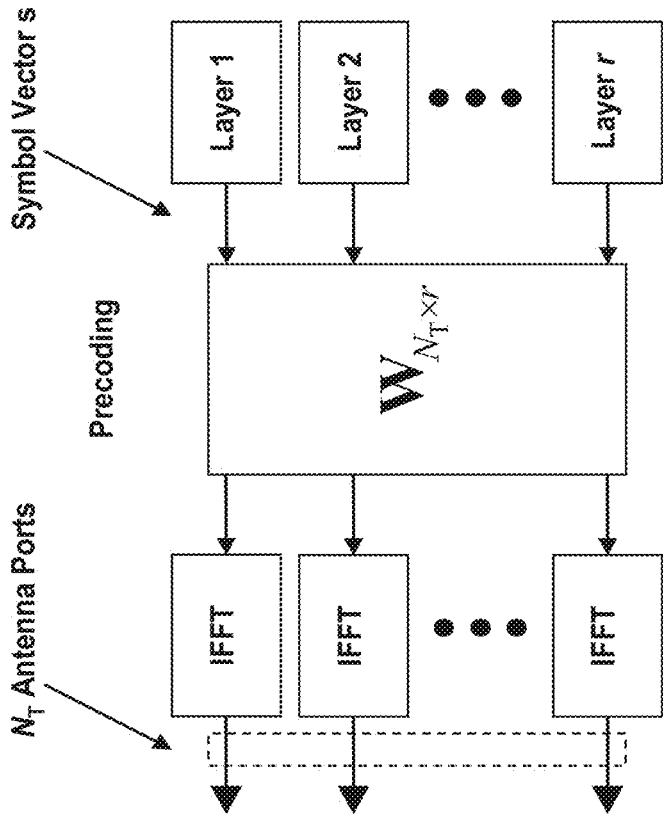 Symbol Vector s
Layer 1
Layer 2
Layer r
Precoding
W_{N_T×r}
N_T Antenna Ports
IFFT
IFFT
IFFT